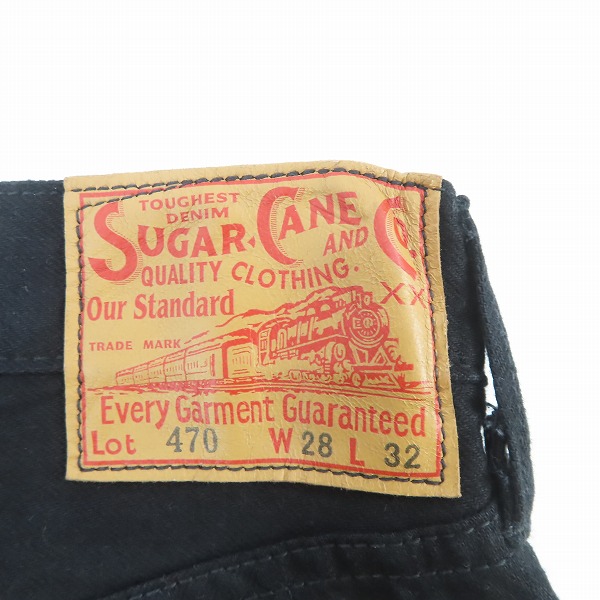 TOUGHEST
DENIM
SUGAR CANE
AND Co.
QUALITY CLOTHING.
XX
Our Standard
TRADE MARK
Every Garment Guaranteed
Lot 470 W 28 L 32